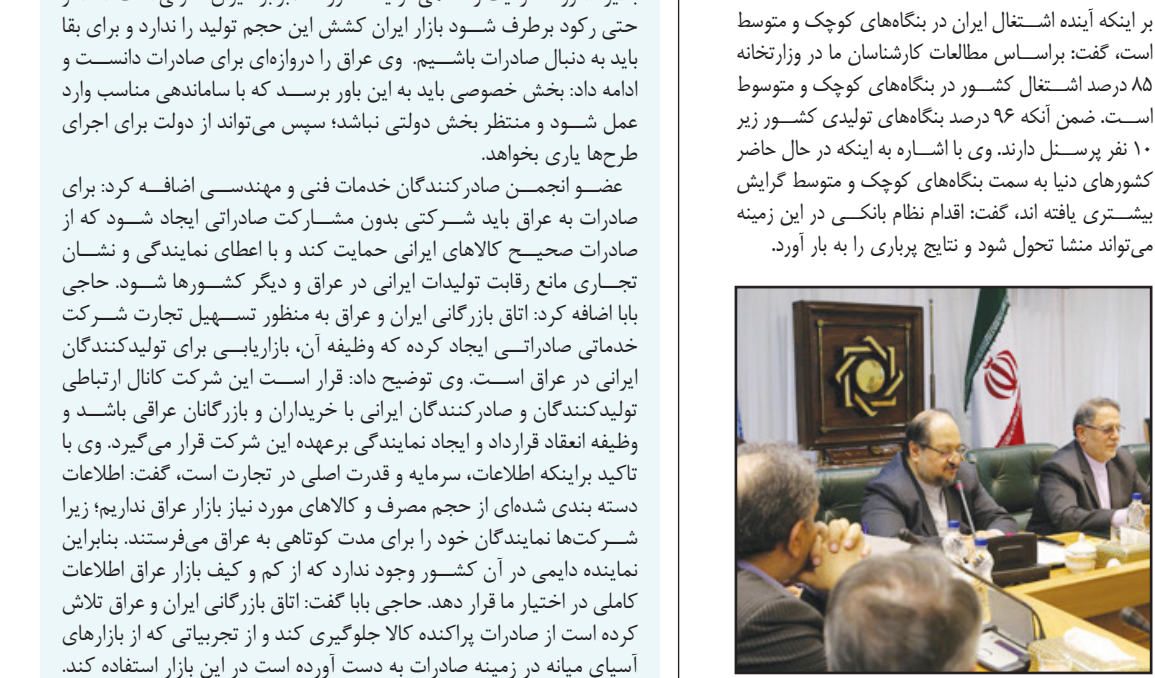 بر اینکه آینده اشـتغال ایران در بنگاه‌های کوچک و متوسط
است، گفت: براساس مطالعات کارشناسان ما در وزارتخانه
۸۵ درصد اشتغال کشور در بنگاه‌های کوچک و متوسوط
است. ضمن آنکه ۹۶ درصد بنگاه‌های تولیدی کشور زیر
۱۰ نفر پرسنل دارند. وی با اشاره به اینکه در حال حاضر
کشورهای دنیا به سمت بنگاه‌های کوچک و متوسط گرایش
بیشتری یافته اند، گفت: اقدام نظام بانکی در این زمینه
می‌تواند منشا تحول شود و نتایج پرباری را به بار آورد.
حتی رکود برطرف شود بازار ایران کشش این حجم تولید را ندارد و برای بقا
باید به دنبال صادرات باشیم. وی عراق را دروازه‌ای برای صادرات دانست و
ادامه داد: بخش خصوصی باید به این باور برسد که با ساماندهی مناسب وارد
عمل شود و منتظر بخش دولتی نباشد؛ سپس می‌تواند از دولت برای اجرای
طرح‌ها یاری بخواهد.
عضو انجمن صادرکنندگان خدمات فنی و مهندسی اضافه کرد: برای
صادرات به عراق باید شرکتی بدون مشارکت صادراتی ایجاد شود که از
صادرات صحیح کالاهای ایرانی حمایت کند و با اعطای نمایندگی و نشان
تجاری مانع رقابت تولیدات ایرانی در عراق و دیگر کشورها شود. حاجی
بابا اضافه کرد: اتاق بازرگانی ایران و عراق به منظور تسهیل تجارت شرکت
خدماتی صادراتی ایجاد کرده که وظیفه آن، بازاریابی برای تولیدکنندگان
ایرانی در عراق است. وی توضیح داد: قرار است این شرکت کانال ارتباطی
تولیدکنندگان و صادرکنندگان ایرانی با خریداران و بازرگانان عراقی باشد و
وظیفه انعقاد قرارداد و ایجاد نمایندگی برعهده این شرکت قرار می‌گیرد. وی با
تاکید براینکه اطلاعات، سرمایه و قدرت اصلی در تجارت است، گفت: اطلاعات
دسته بندی شده‌ای از حجم مصرف و کالاهای مورد نیاز بازار عراق نداریم؛ زیرا
شرکت‌ها نمایندگان خود را برای مدت کوتاهی به عراق می‌فرستند. بنابراین
نماینده دایمی در آن کشور وجود ندارد که از کم و کیف بازار عراق اطلاعات
کاملی در اختیار ما قرار دهد. حاجی بابا گفت: اتاق بازرگانی ایران و عراق تلاش
کرده است از صادرات پراکنده کالا جلوگیری کند و از تجربیاتی که از بازارهای
آسیای میانه در زمینه صادرات به دست آورده است در این بازار استفاده کند.